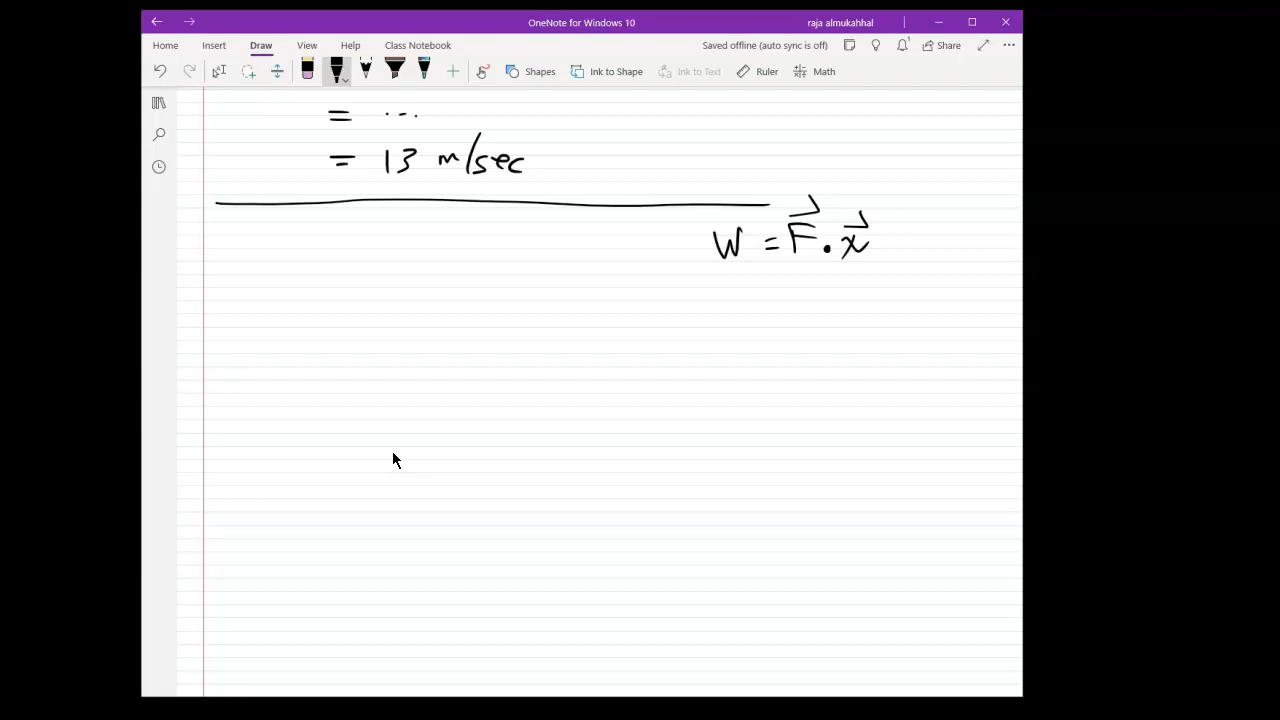 OneNote for Windows 10
raja almukahhal
Home Insert Draw View Help Class Notebook
Saved offline (auto sync is off)
Share
Shapes Ink to Shape Ink to Text Ruler Math
= ...
= 13 m/sec
W = F⃗ . x⃗